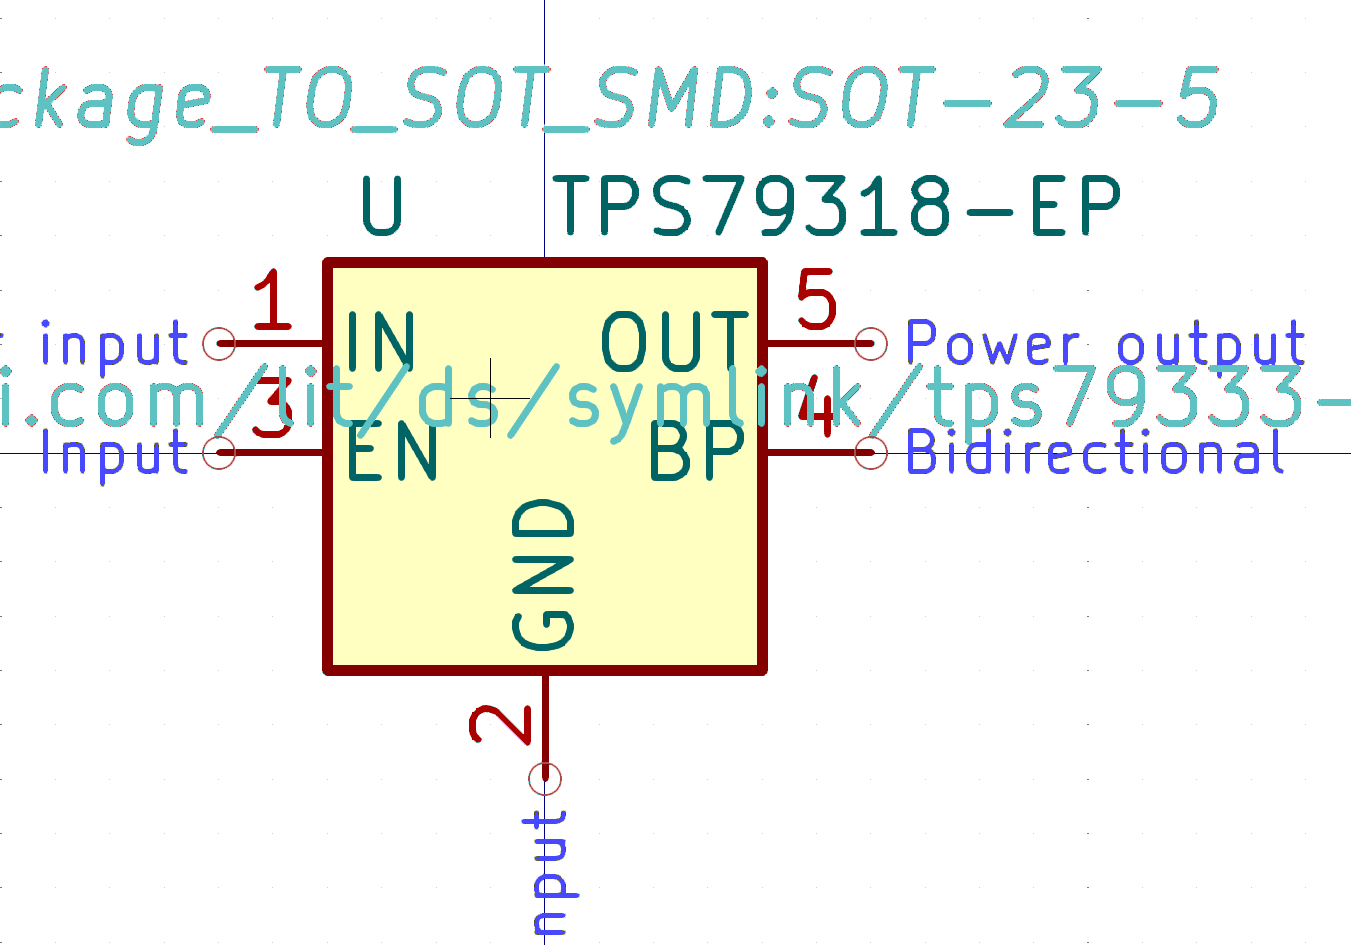 ckage_TO_SOT_SMD:SOT-23-5
U TPS79318-EP
1 5
input IN OUT Power output
i.com/lit/ds/symlink/tps79333-
3 4
Input EN BP Bidirectional
GND
2
nput